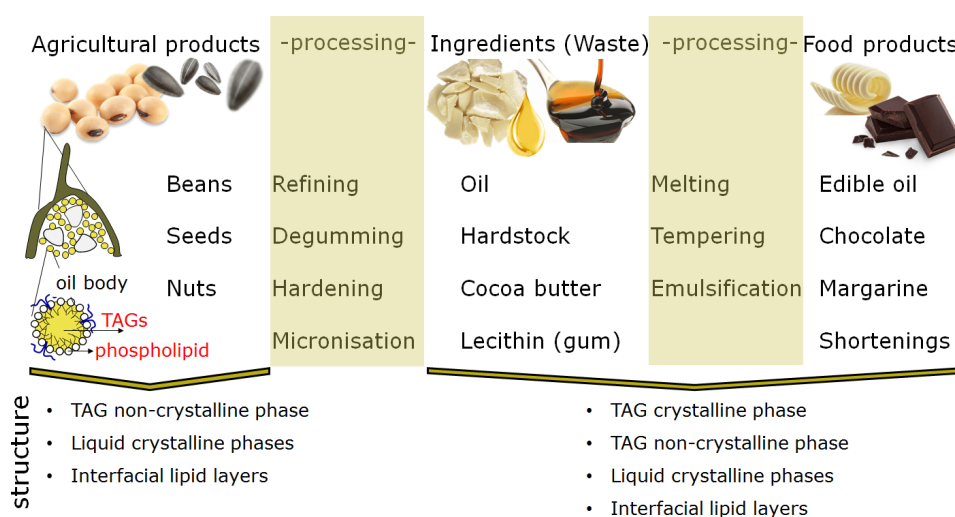 Agricultural products -processing- Ingredients (Waste) -processing- Food products
Beans Refining Oil Melting Edible oil
Seeds Degumming Hardstock Tempering Chocolate
oil body
Nuts Hardening Cocoa butter Emulsification Margarine
TAGs
Micronisation Lecithin (gum) Shortenings
phospholipid
structure
• TAG non-crystalline phase
• Liquid crystalline phases
• Interfacial lipid layers
• TAG crystalline phase
• TAG non-crystalline phase
• Liquid crystalline phases
• Interfacial lipid layers